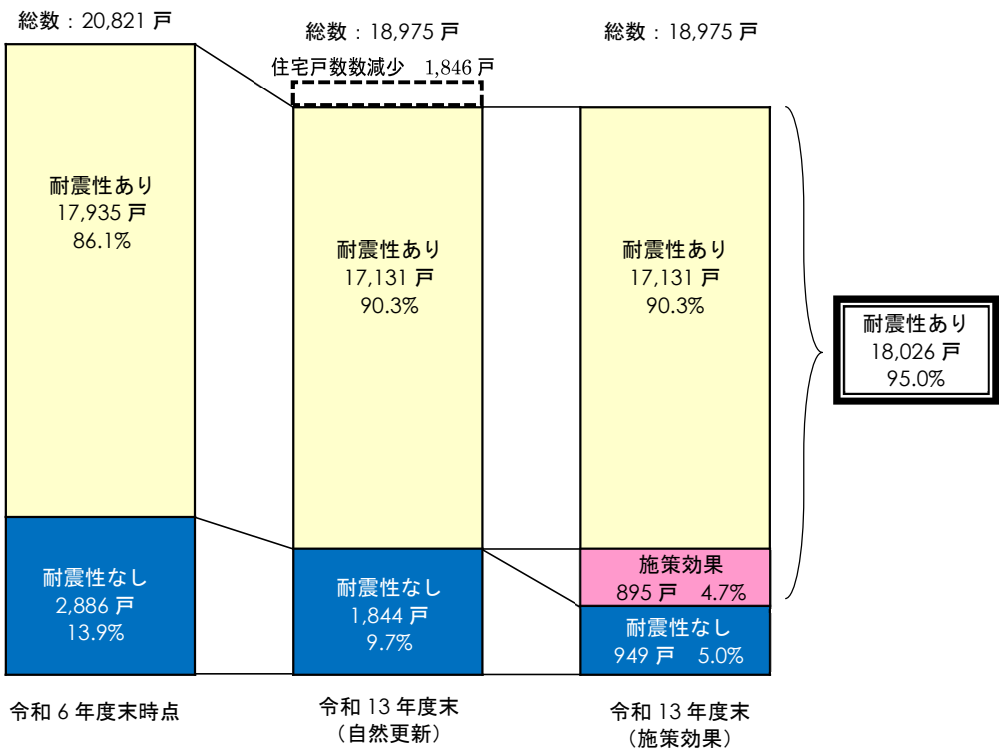 総数：20,821 戸
耐震性あり
17,935 戸
86.1%
耐震性なし
2,886 戸
13.9%
令和 6 年度末時点
総数：18,975 戸
住宅戸数数減少 1,846 戸
耐震性あり
17,131 戸
90.3%
耐震性なし
1,844 戸
9.7%
令和 13 年度末
（自然更新）
総数：18,975 戸
耐震性あり
17,131 戸
90.3%
施策効果
895 戸 4.7%
耐震性なし
949 戸 5.0%
令和 13 年度末
（施策効果）
耐震性あり
18,026 戸
95.0%